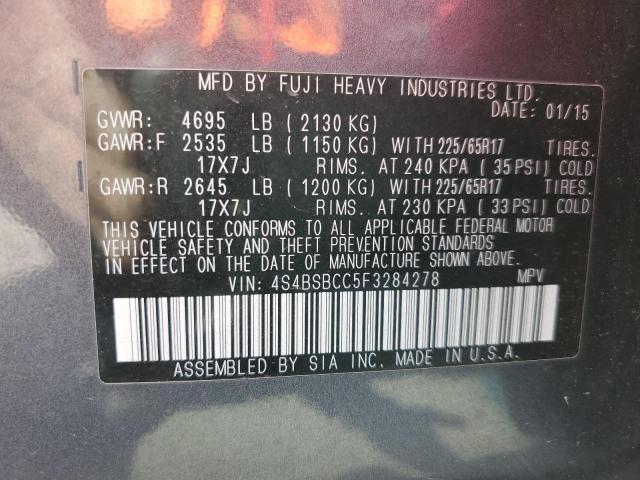 MFD BY FUJI HEAVY INDUSTRIES LTD.
DATE: 01/15
GVWR: 4695 LB (2130 KG)
GAWR:F 2535 LB (1150 KG) WITH 225/65R17 TIRES.
17X7J RIMS. AT 240 KPA (35 PSI) COLD
GAWR:R 2645 LB (1200 KG) WITH 225/65R17 TIRES.
17X7J RIMS. AT 230 KPA (33 PSI) COLD
THIS VEHICLE CONFORMS TO ALL APPLICABLE FEDERAL MOTOR
VEHICLE SAFETY AND THEFT PREVENTION STANDARDS
IN EFFECT ON THE DATE OF MANUFACTURE SHOWN ABOVE.
VIN: 4S4BSBCC5F3284278 MPV
ASSEMBLED BY SIA INC. MADE IN U.S.A.